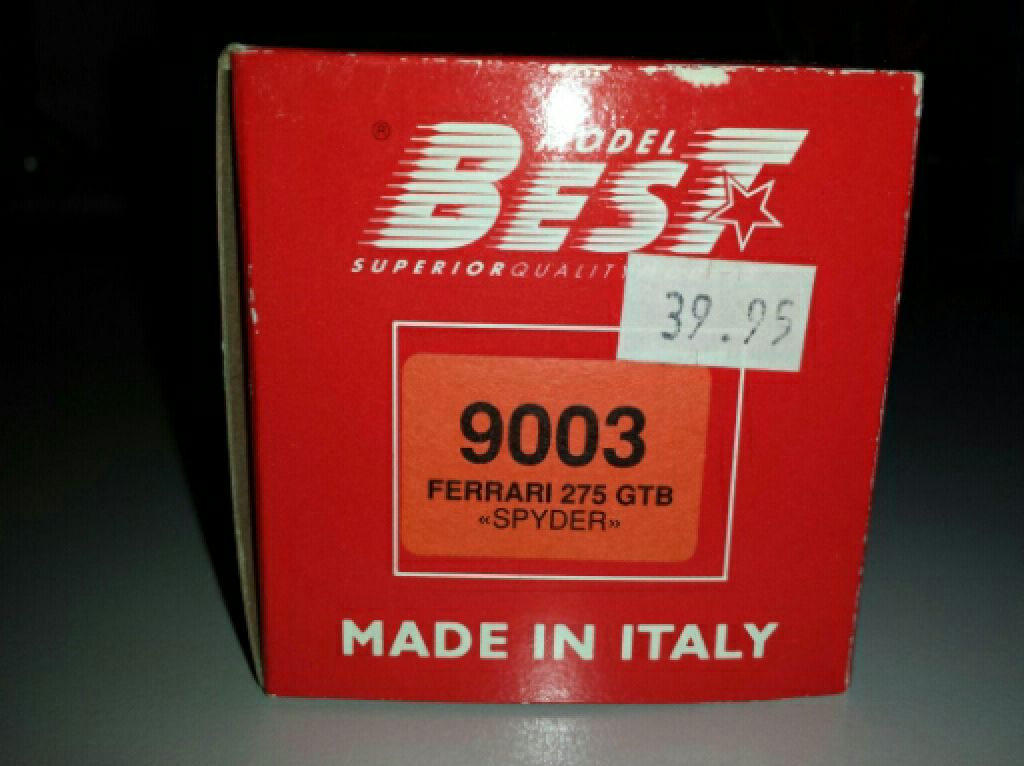 ®
MODEL
BEST
SUPERIORQUALITY
39.95
9003
FERRARI 275 GTB
«SPYDER»
MADE IN ITALY